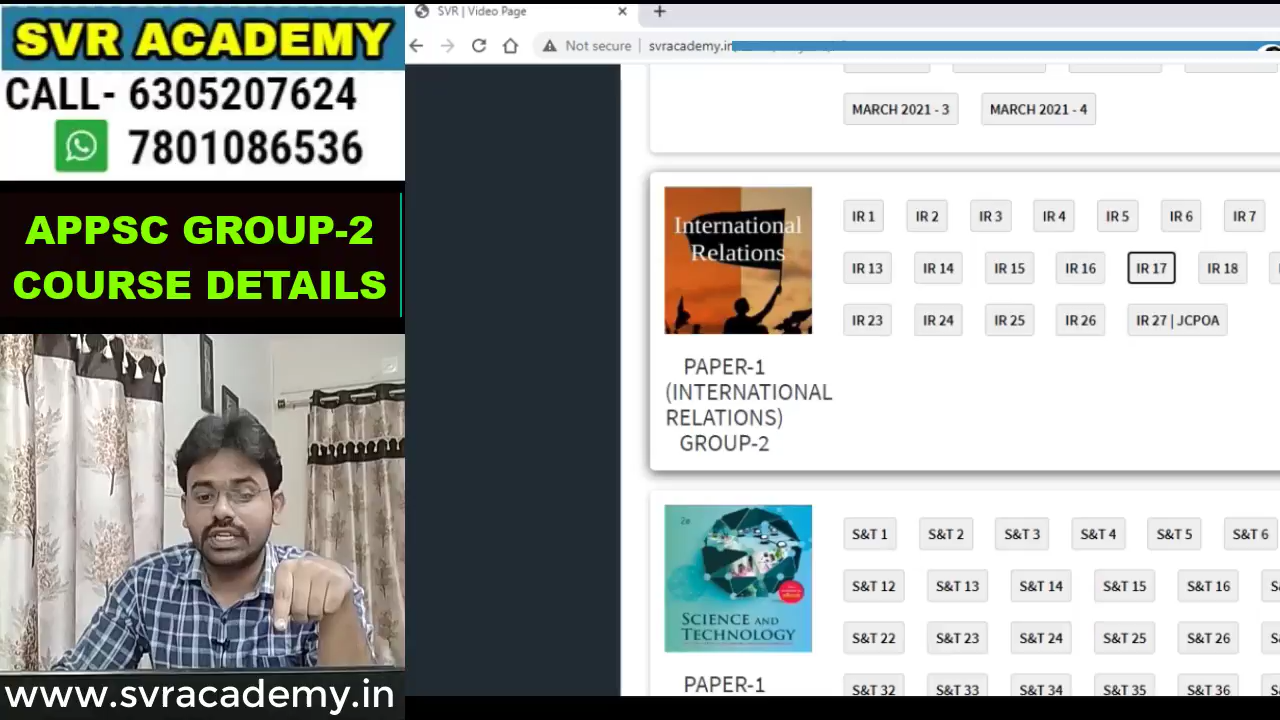 SVR ACADEMY
CALL- 6305207624
7801086536
APPSC GROUP-2
COURSE DETAILS
www.svracademy.in
SVR | Video Page
Not secure
svracademy.in
MARCH 2021 - 3 MARCH 2021 - 4
International
Relations
PAPER-1
(INTERNATIONAL
RELATIONS)
GROUP-2
IR 1 IR 2 IR 3 IR 4 IR 5 IR 6 IR 7
IR 13 IR 14 IR 15 IR 16 IR 17 IR 18
IR 23 IR 24 IR 25 IR 26 IR 27 | JCPOA
2e
SCIENCE AND
TECHNOLOGY
PAPER-1
S&T 1 S&T 2 S&T 3 S&T 4 S&T 5 S&T 6
S&T 12 S&T 13 S&T 14 S&T 15 S&T 16
S&T 22 S&T 23 S&T 24 S&T 25 S&T 26
S&T 32 S&T 33 S&T 34 S&T 35 S&T 36